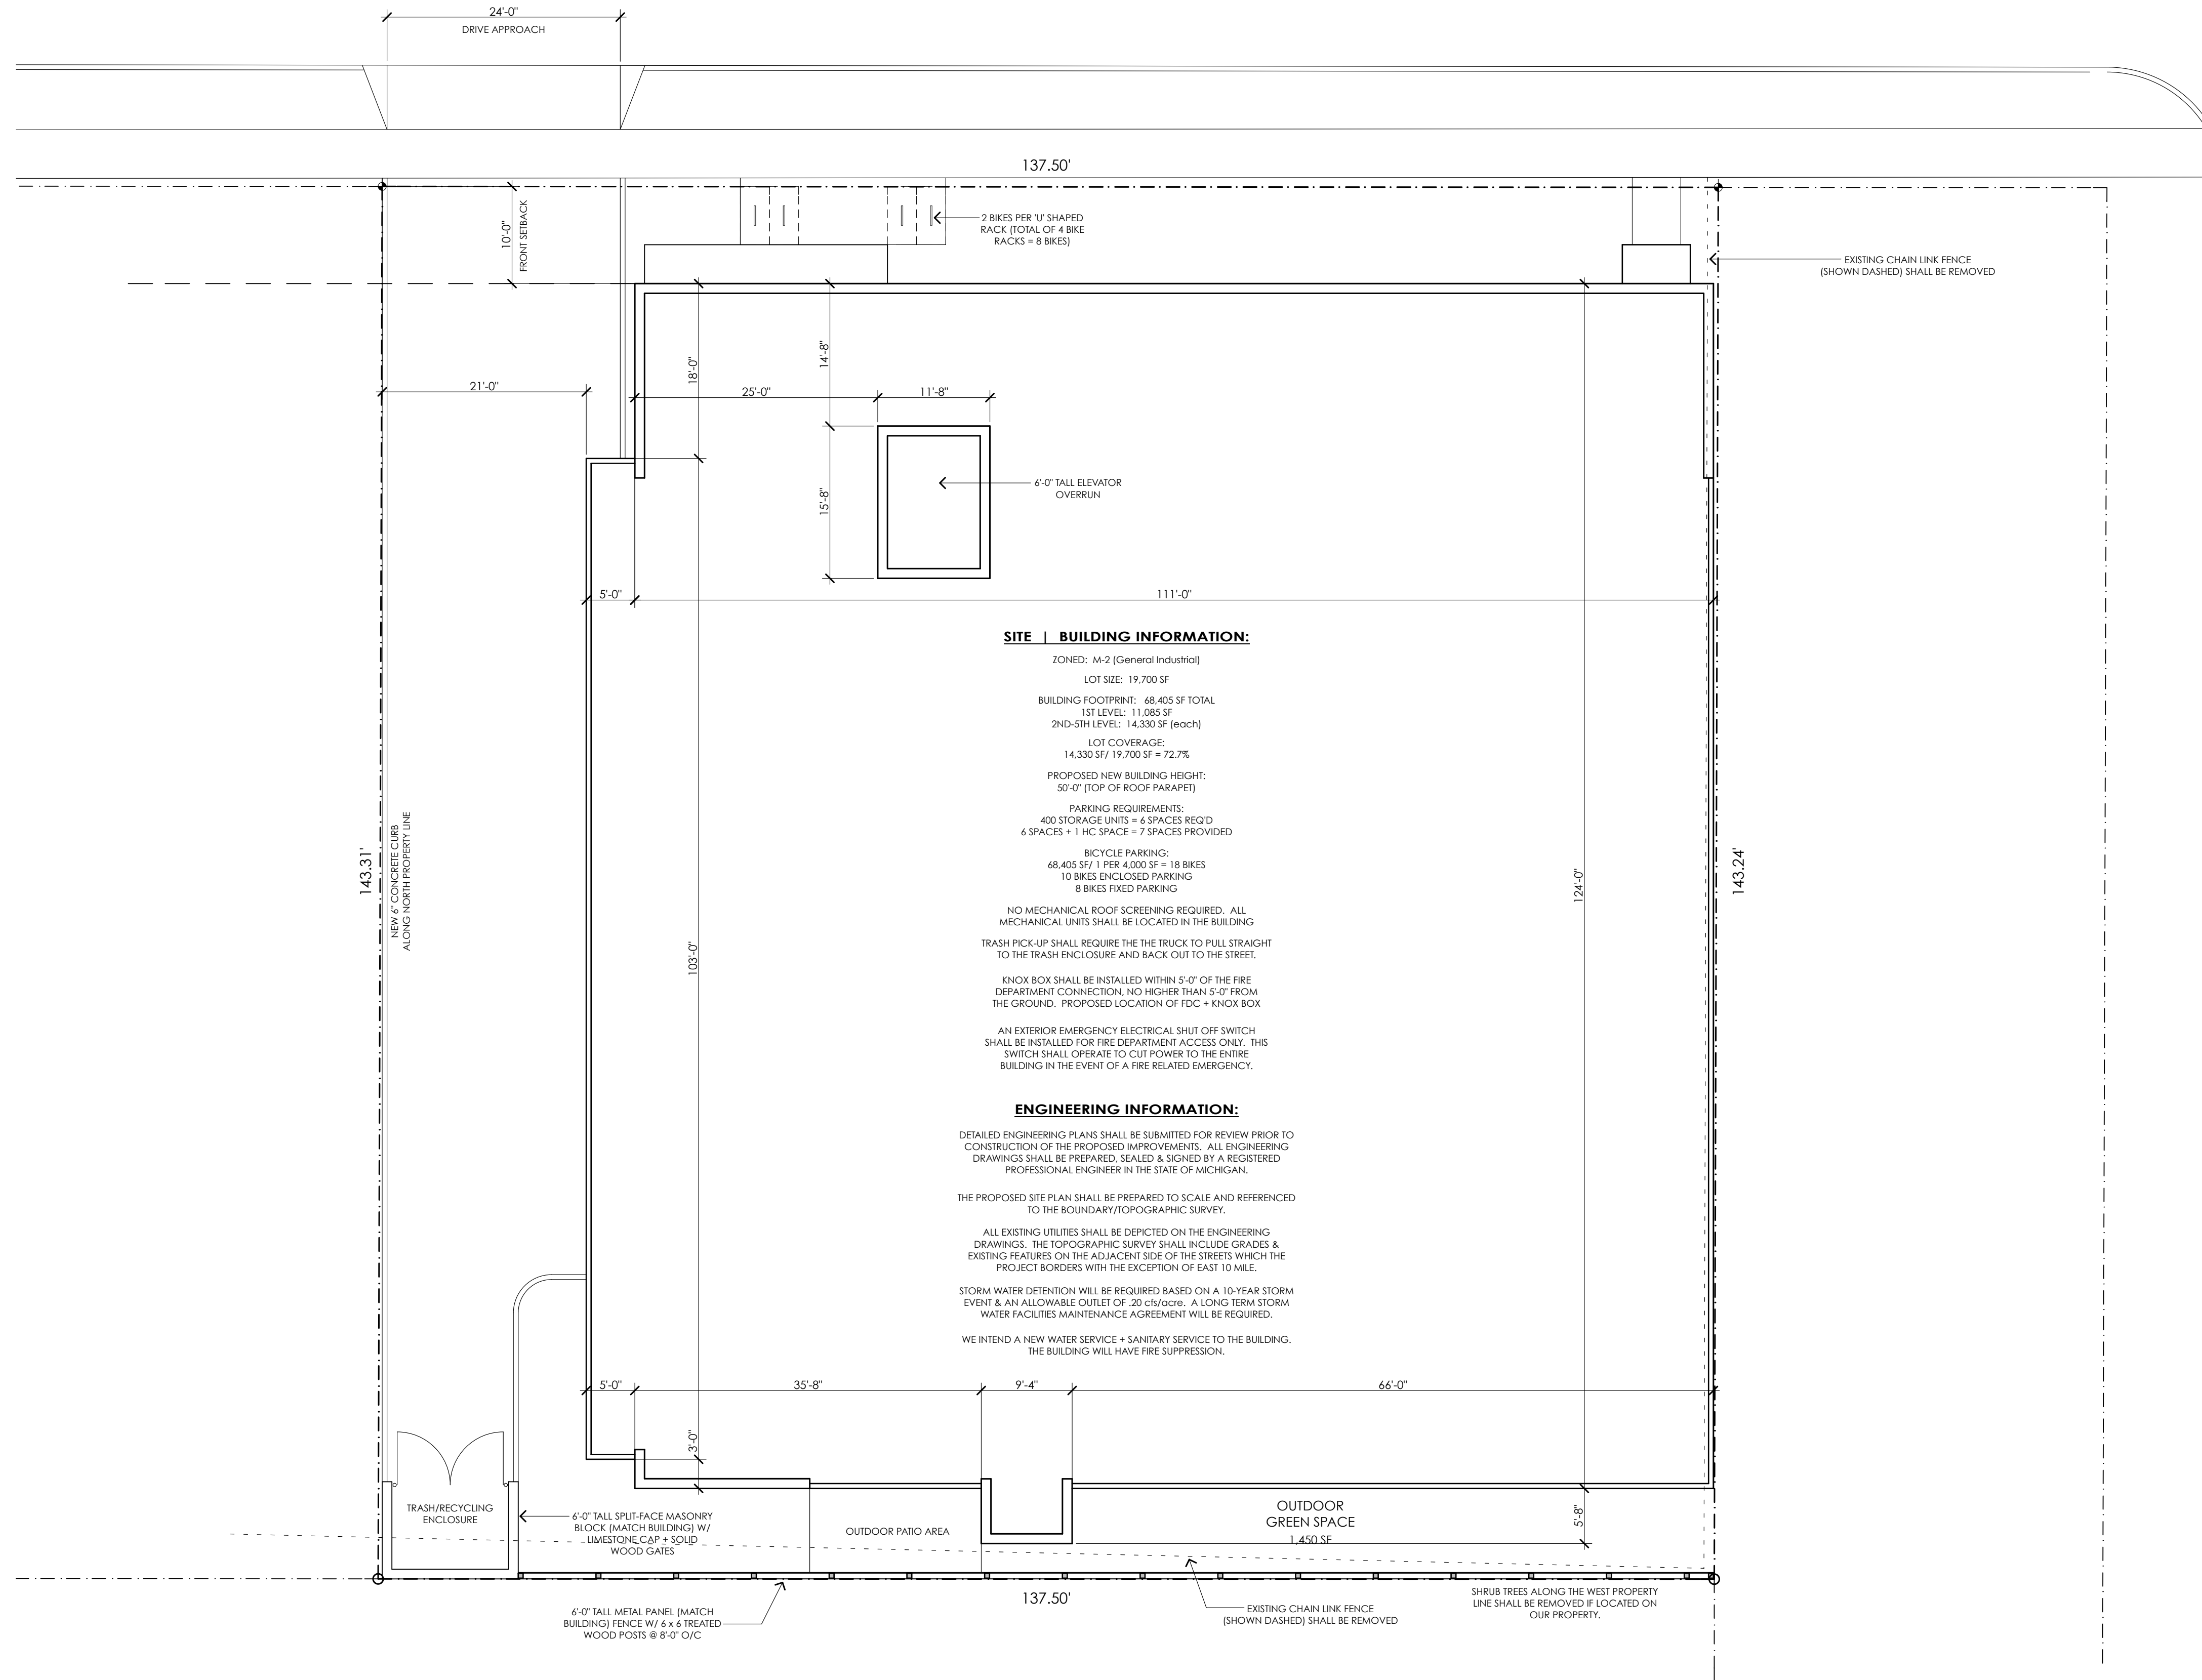 24'-0"
DRIVE APPROACH
137.50'
10'-0"
FRONT SETBACK
2 BIKES PER 'U' SHAPED
RACK (TOTAL OF 4 BIKE
RACKS = 8 BIKES)
EXISTING CHAIN LINK FENCE
(SHOWN DASHED) SHALL BE REMOVED
18'-0"
14'-8"
21'-0"
25'-0"
11'-8"
15'-8"
6'-0" TALL ELEVATOR
OVERRUN
5'-0"
111'-0"
SITE | BUILDING INFORMATION:
ZONED: M-2 (General Industrial)
LOT SIZE: 19,700 SF
BUILDING FOOTPRINT: 68,405 SF TOTAL
1ST LEVEL: 11,085 SF
2ND-5TH LEVEL: 14,330 SF (each)
LOT COVERAGE:
14,330 SF/ 19,700 SF = 72.7%
PROPOSED NEW BUILDING HEIGHT:
50'-0" (TOP OF ROOF PARAPET)
PARKING REQUIREMENTS:
400 STORAGE UNITS = 6 SPACES REQ'D
6 SPACES + 1 HC SPACE = 7 SPACES PROVIDED
BICYCLE PARKING:
68,405 SF/ 1 PER 4,000 SF = 18 BIKES
10 BIKES ENCLOSED PARKING
8 BIKES FIXED PARKING
NO MECHANICAL ROOF SCREENING REQUIRED. ALL
MECHANICAL UNITS SHALL BE LOCATED IN THE BUILDING
TRASH PICK-UP SHALL REQUIRE THE THE TRUCK TO PULL STRAIGHT
TO THE TRASH ENCLOSURE AND BACK OUT TO THE STREET.
KNOX BOX SHALL BE INSTALLED WITHIN 5'-0" OF THE FIRE
DEPARTMENT CONNECTION, NO HIGHER THAN 5'-0" FROM
THE GROUND. PROPOSED LOCATION OF FDC + KNOX BOX
AN EXTERIOR EMERGENCY ELECTRICAL SHUT OFF SWITCH
SHALL BE INSTALLED FOR FIRE DEPARTMENT ACCESS ONLY. THIS
SWITCH SHALL OPERATE TO CUT POWER TO THE ENTIRE
BUILDING IN THE EVENT OF A FIRE RELATED EMERGENCY.
143.31'
NEW 6" CONCRETE CURB
ALONG NORTH PROPERTY LINE
103'-0"
124'-0"
143.24'
ENGINEERING INFORMATION:
DETAILED ENGINEERING PLANS SHALL BE SUBMITTED FOR REVIEW PRIOR TO
CONSTRUCTION OF THE PROPOSED IMPROVEMENTS. ALL ENGINEERING
DRAWINGS SHALL BE PREPARED, SEALED & SIGNED BY A REGISTERED
PROFESSIONAL ENGINEER IN THE STATE OF MICHIGAN.
THE PROPOSED SITE PLAN SHALL BE PREPARED TO SCALE AND REFERENCED
TO THE BOUNDARY/TOPOGRAPHIC SURVEY.
ALL EXISTING UTILITIES SHALL BE DEPICTED ON THE ENGINEERING
DRAWINGS. THE TOPOGRAPHIC SURVEY SHALL INCLUDE GRADES &
EXISTING FEATURES ON THE ADJACENT SIDE OF THE STREETS WHICH THE
PROJECT BORDERS WITH THE EXCEPTION OF EAST 10 MILE.
STORM WATER DETENTION WILL BE REQUIRED BASED ON A 10-YEAR STORM
EVENT & AN ALLOWABLE OUTLET OF .20 cfs/acre. A LONG TERM STORM
WATER FACILITIES MAINTENANCE AGREEMENT WILL BE REQUIRED.
WE INTEND A NEW WATER SERVICE + SANITARY SERVICE TO THE BUILDING.
THE BUILDING WILL HAVE FIRE SUPPRESSION.
5'-0"
35'-8"
9'-4"
66'-0"
3'-0"
TRASH/RECYCLING
ENCLOSURE
6'-0" TALL SPLIT-FACE MASONRY
BLOCK (MATCH BUILDING) W/
LIMESTONE CAP + SOLID
WOOD GATES
OUTDOOR PATIO AREA
OUTDOOR
GREEN SPACE
1,450 SF
5'-8"
137.50'
6'-0" TALL METAL PANEL (MATCH
BUILDING) FENCE W/ 6 x 6 TREATED
WOOD POSTS @ 8'-0" O/C
EXISTING CHAIN LINK FENCE
(SHOWN DASHED) SHALL BE REMOVED
SHRUB TREES ALONG THE WEST PROPERTY
LINE SHALL BE REMOVED IF LOCATED ON
OUR PROPERTY.